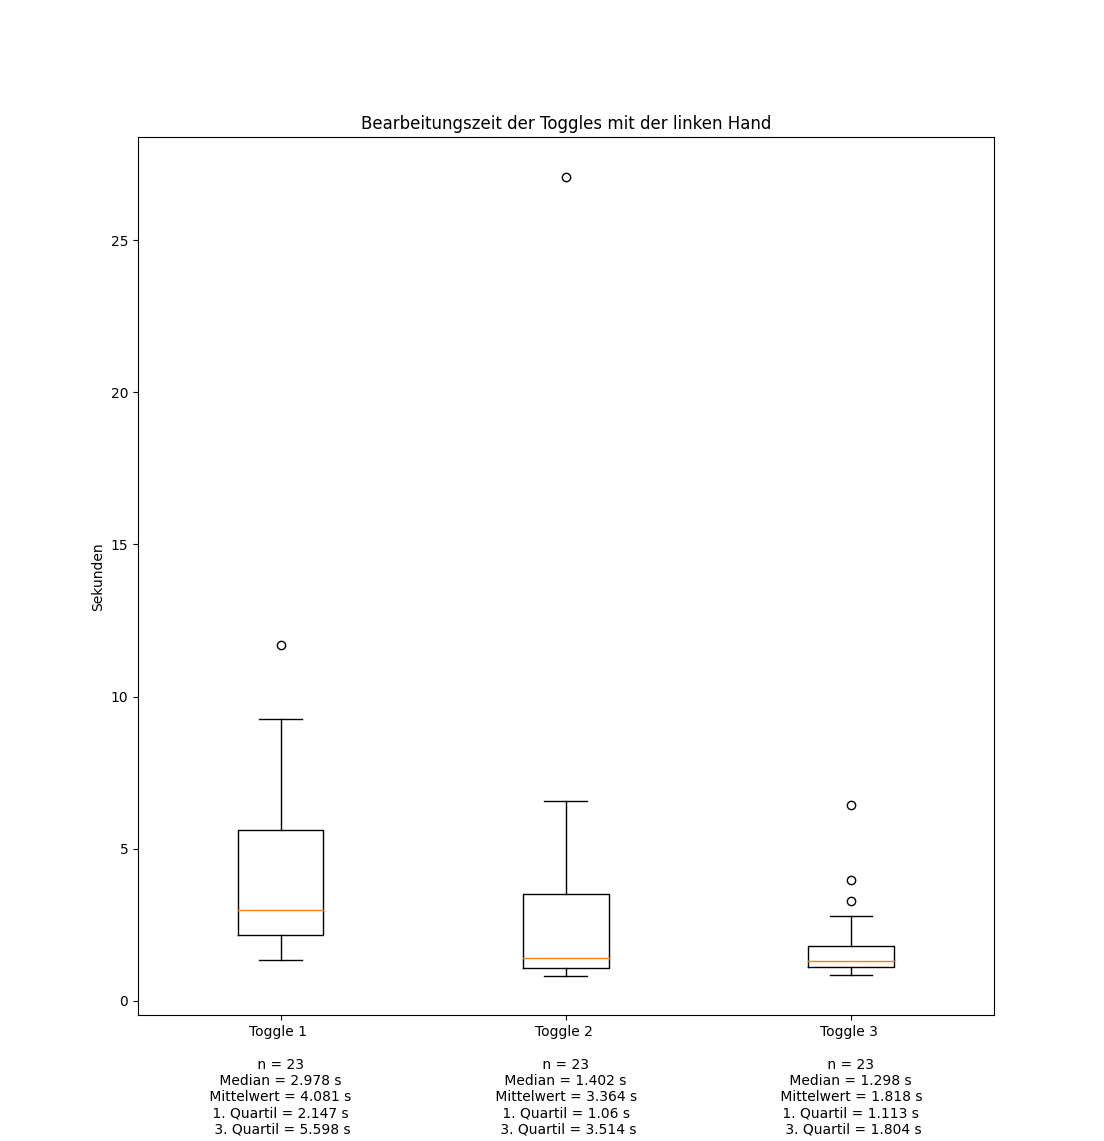 Bearbeitungszeit der Toggles mit der linken Hand
Sekunden
25
20
15
10
5
0
Toggle 1
n = 23
Median = 2.978 s
Mittelwert = 4.081 s
1. Quartil = 2.147 s
3. Quartil = 5.598 s
Toggle 2
n = 23
Median = 1.402 s
Mittelwert = 3.364 s
1. Quartil = 1.06 s
3. Quartil = 3.514 s
Toggle 3
n = 23
Median = 1.298 s
Mittelwert = 1.818 s
1. Quartil = 1.113 s
3. Quartil = 1.804 s